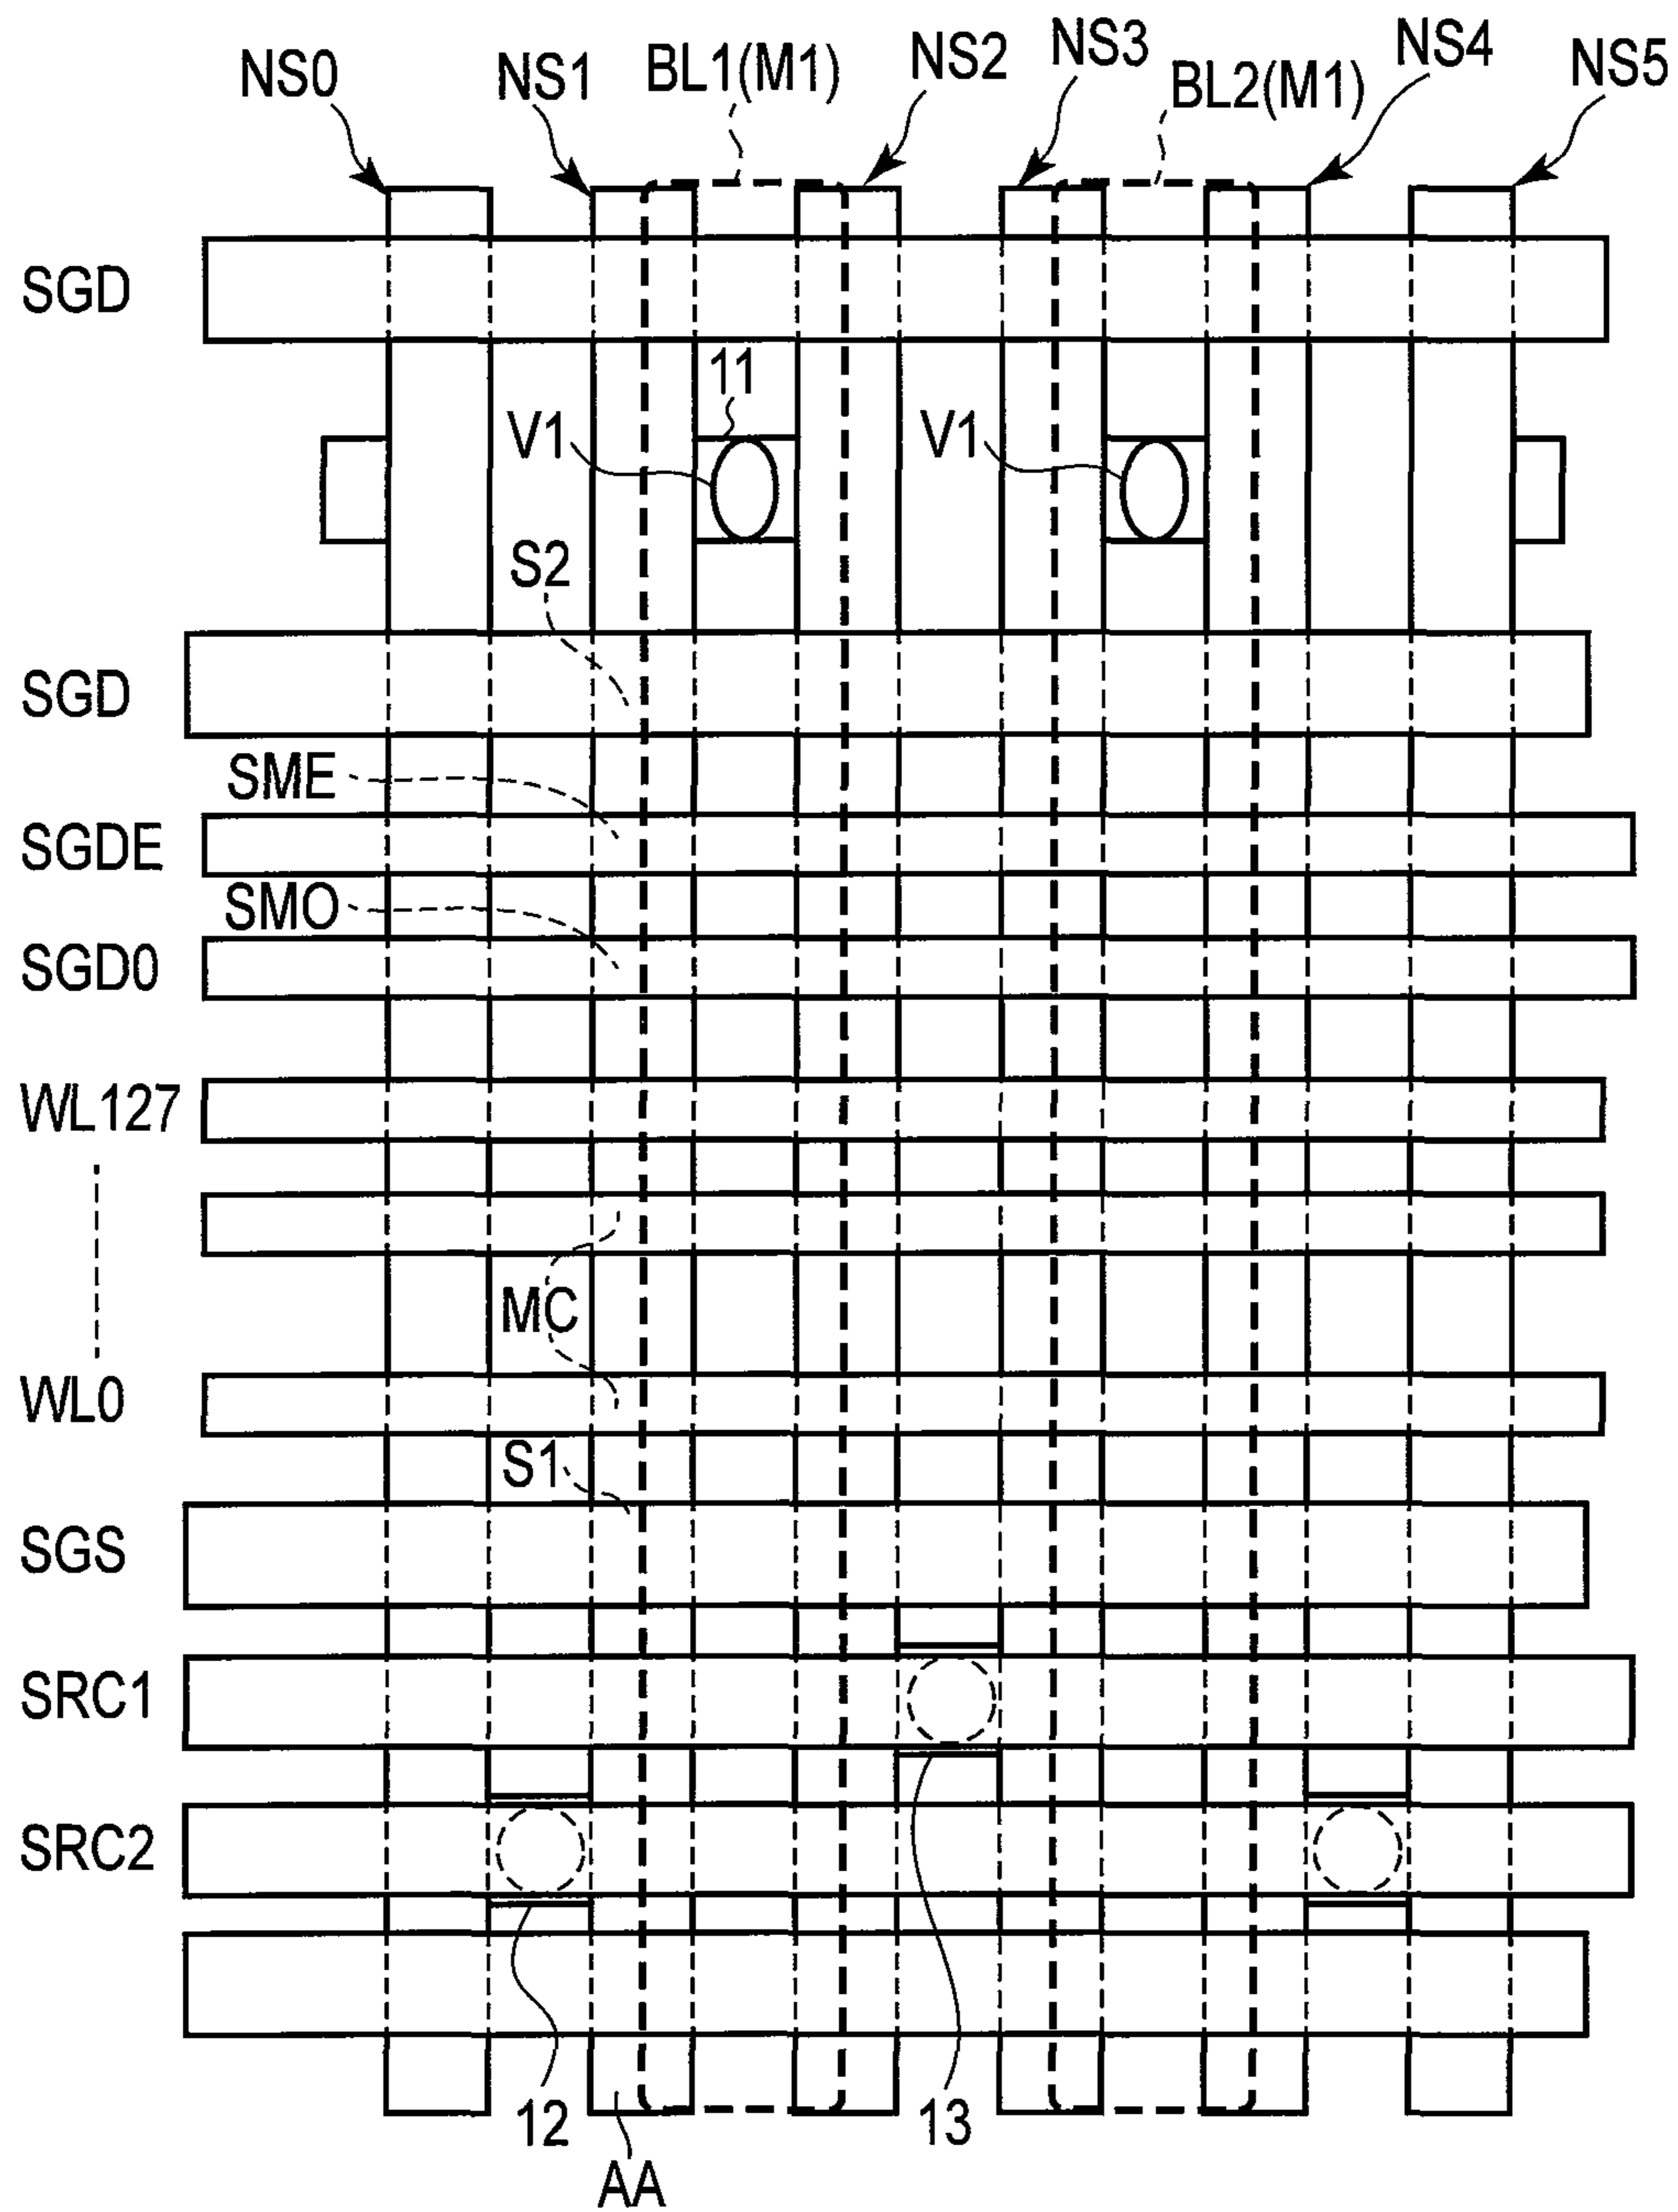 NS0
NS1
BL1(M1)
NS2
NS3
BL2(M1)
NS4
NS5
SGD
11
V1
V1
S2
SGD
SME
SGDE
SMO
SGD0
WL127
MC
WL0
S1
SGS
SRC1
SRC2
12
13
AA